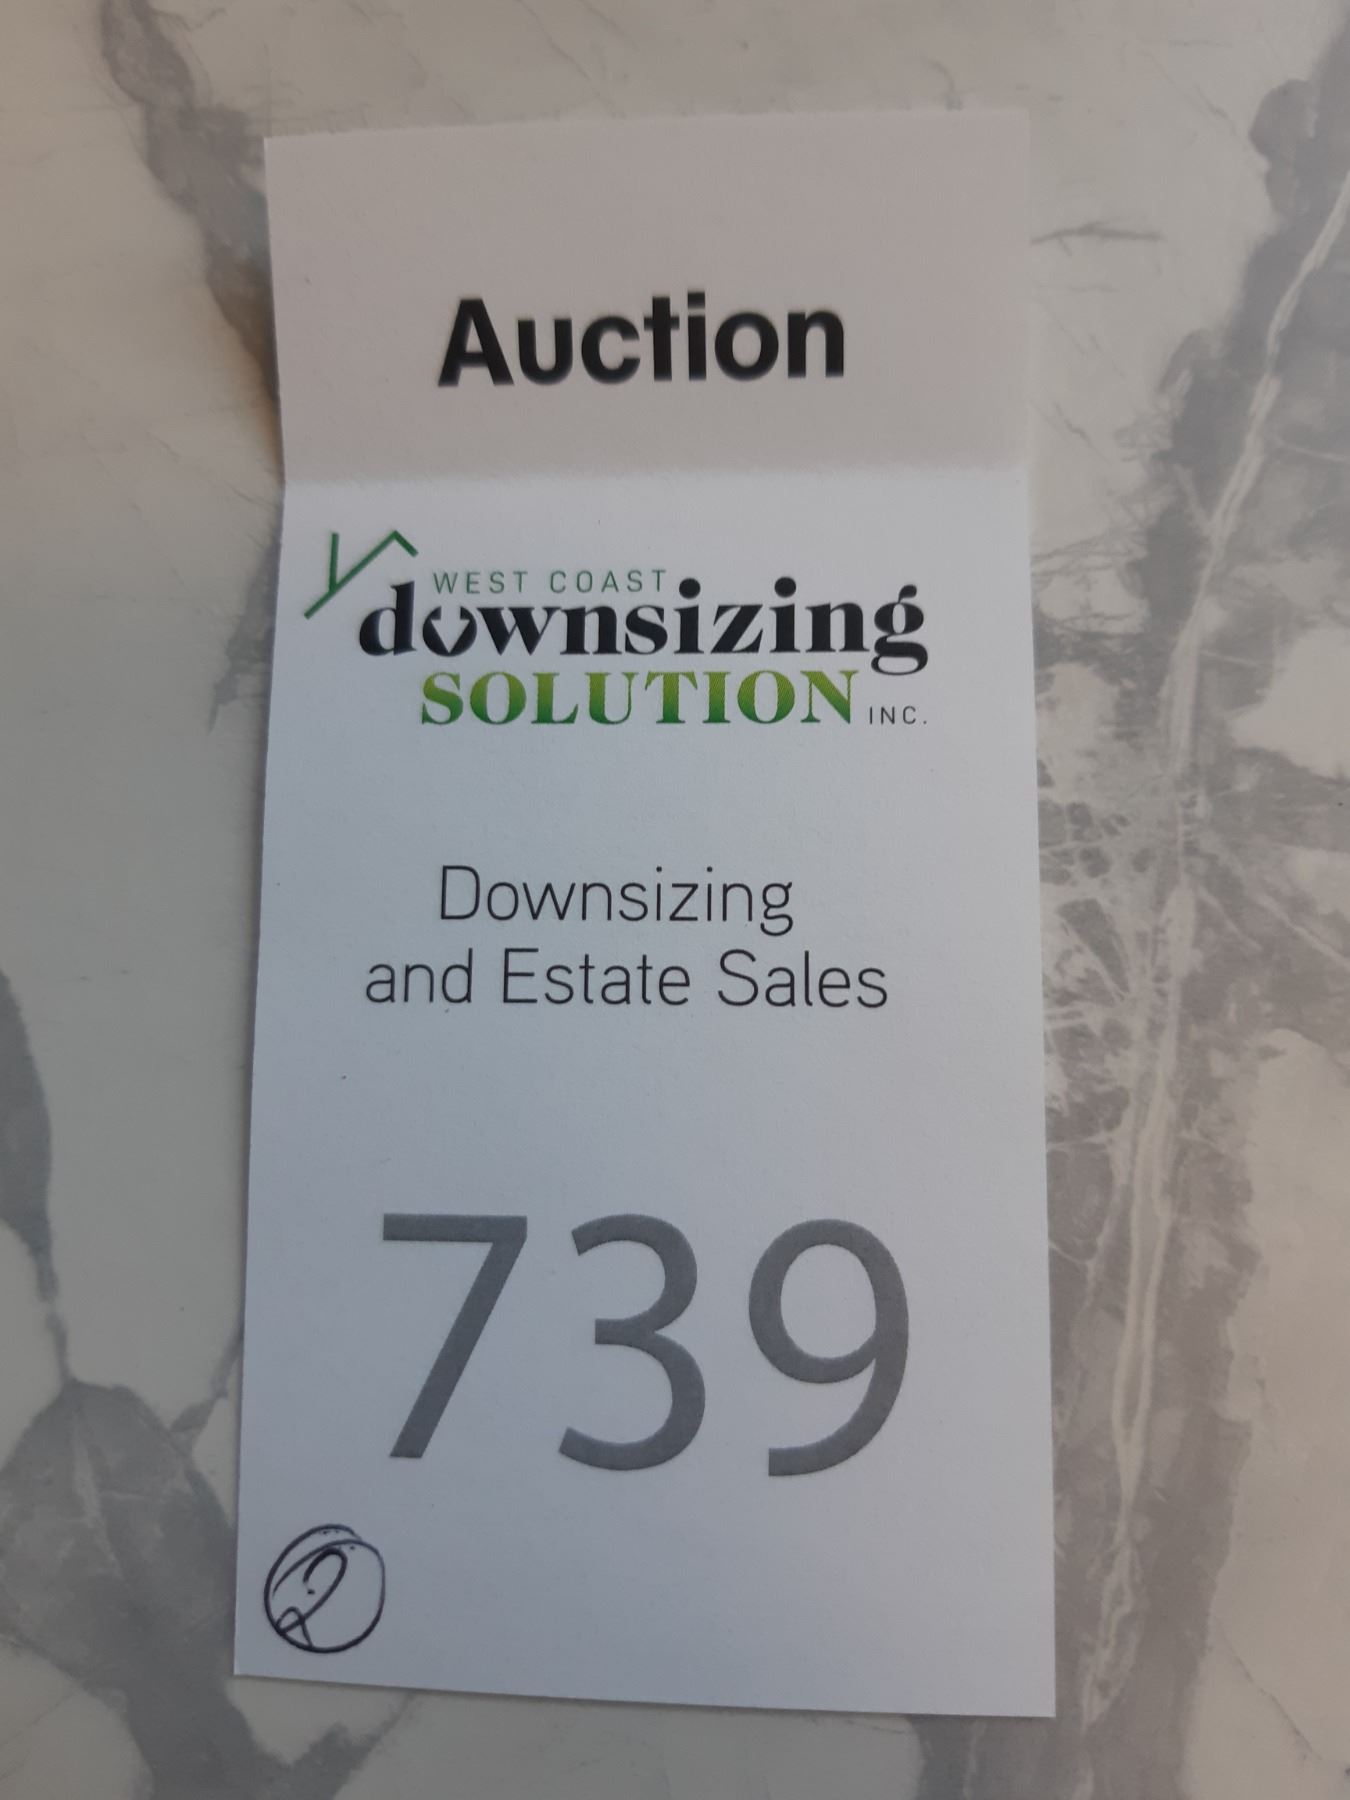 Auction
WEST COAST
downsizing
SOLUTION INC.
Downsizing
and Estate Sales
739
2